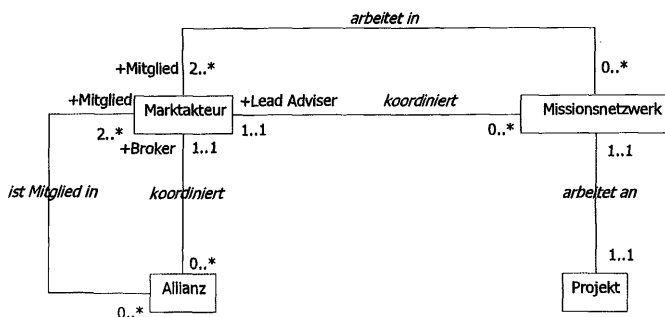 arbeitet in
+Mitglied 2..* 0..*
+Mitglied Marktakteur +Lead Adviser koordiniert Missionsnetzwerk
2..* +Broker 1..1 1..1 0..* 1..1
ist Mitglied in koordiniert arbeitet an
0..* 1..1
Allianz Projekt
0..*